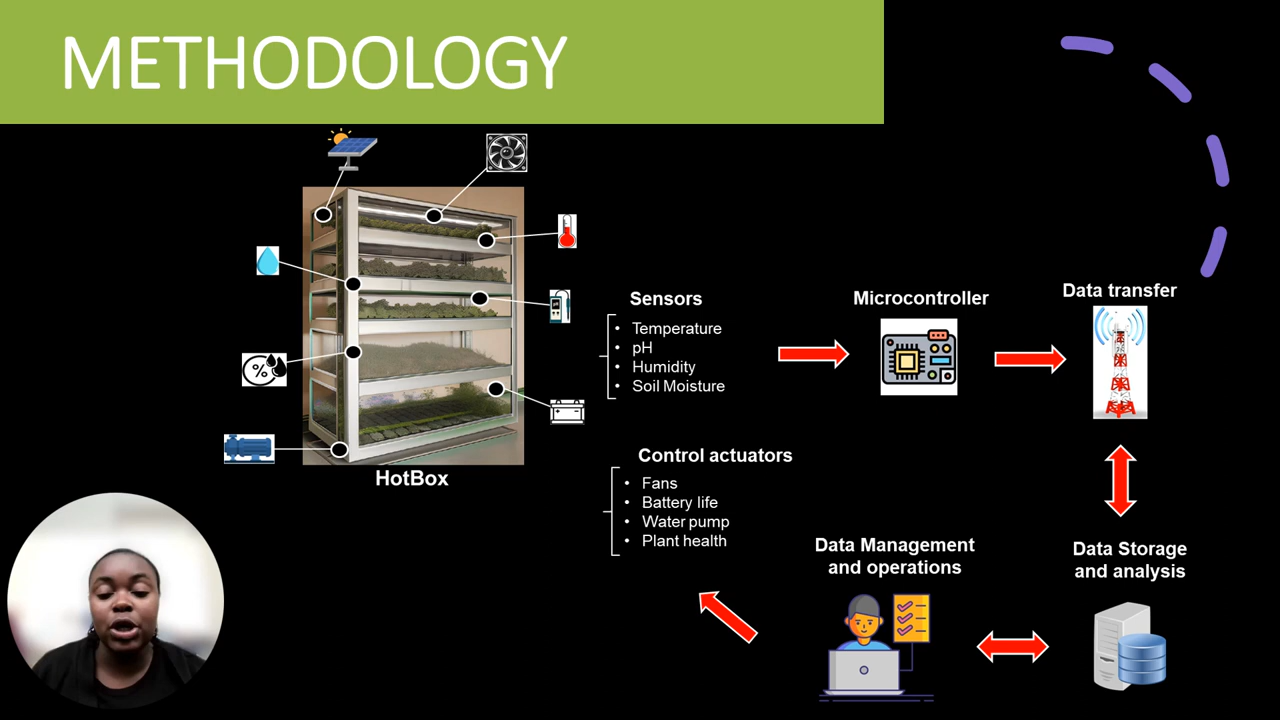 METHODOLOGY
%
HotBox
Sensors
• Temperature
• pH
• Humidity
• Soil Moisture
Microcontroller
Data transfer
Control actuators
• Fans
• Battery life
• Water pump
• Plant health
Data Management
and operations
Data Storage
and analysis